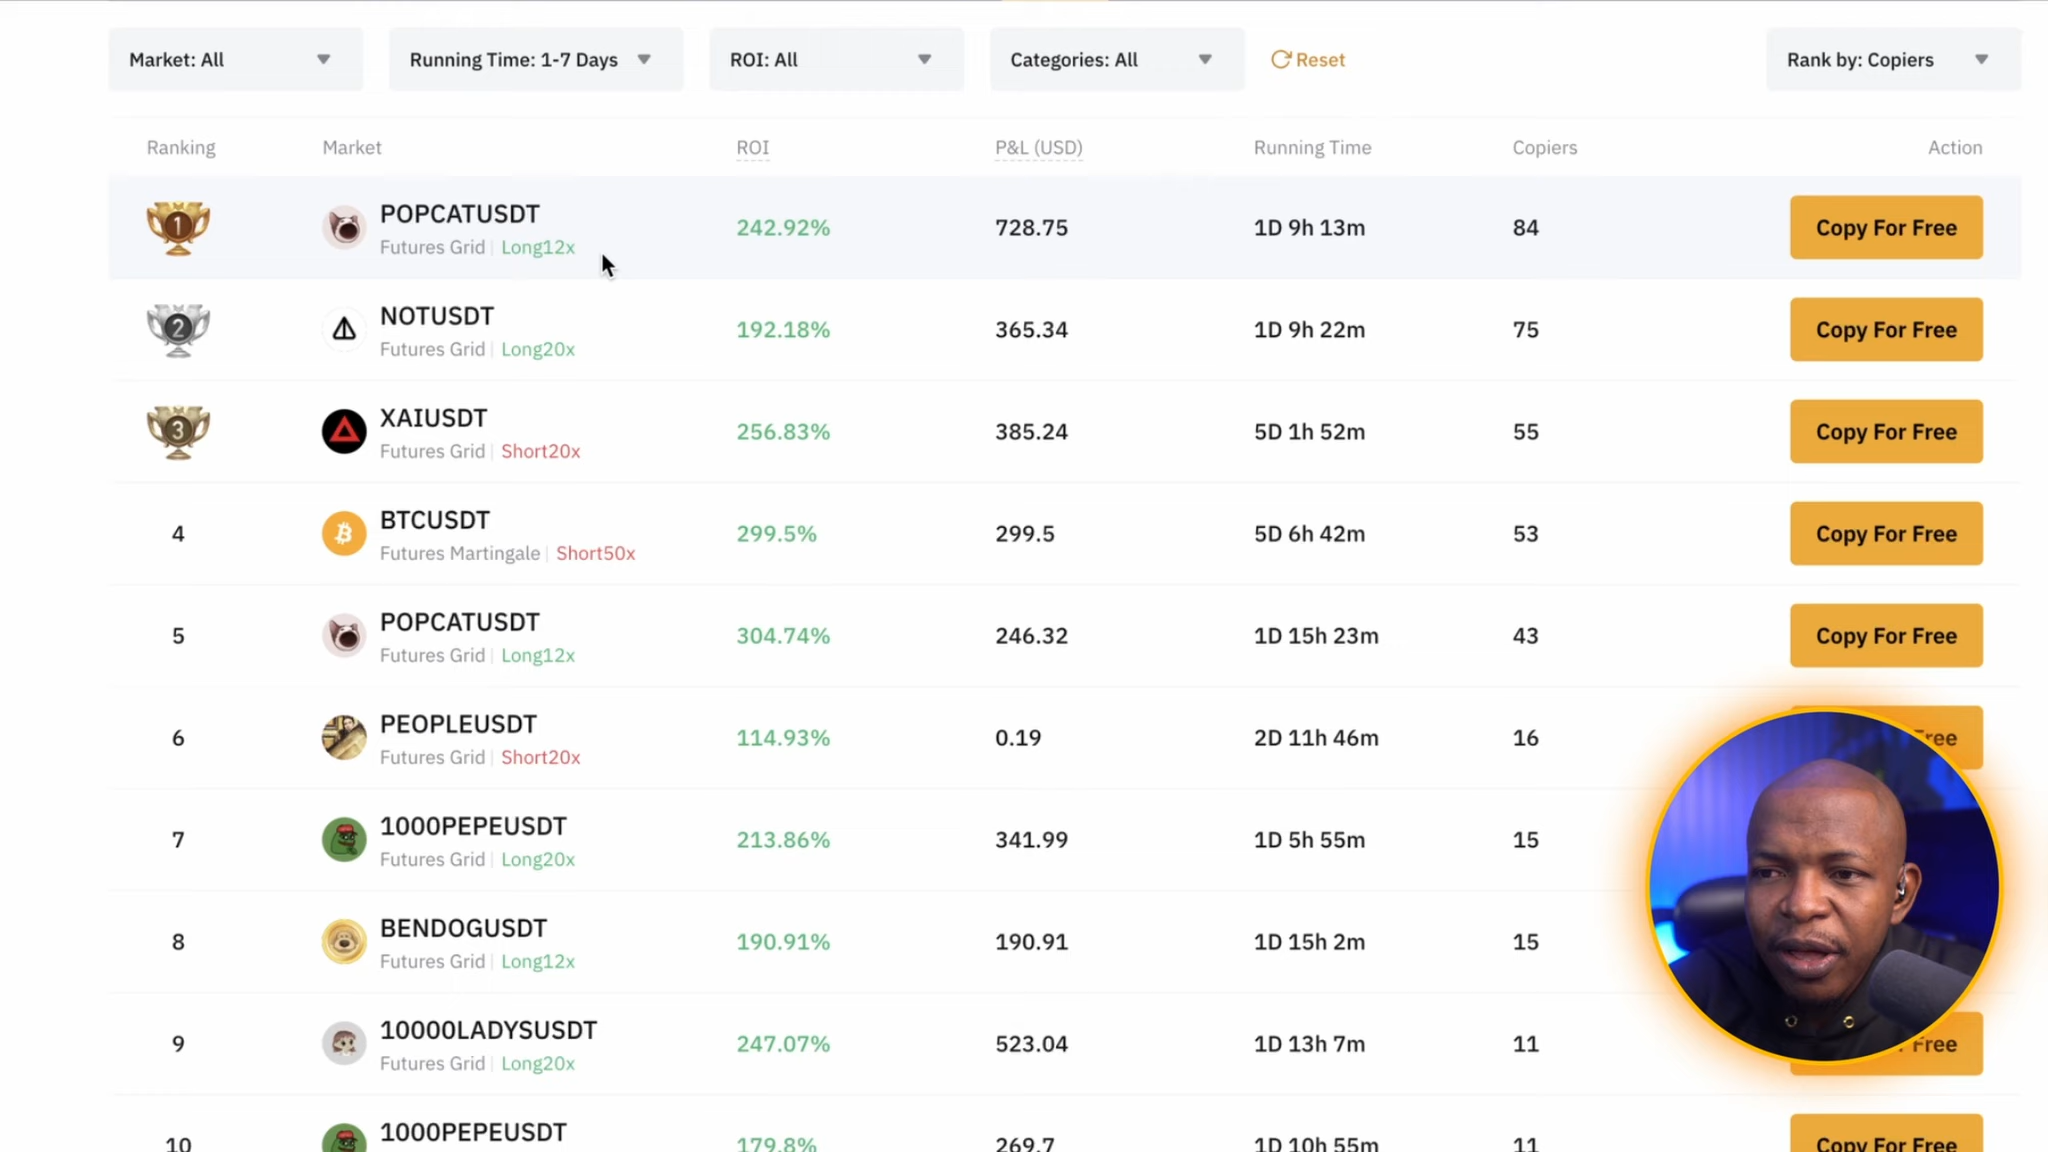 Market: All
Running Time: 1-7 Days
ROI: All
Categories: All
Reset
Rank by: Copiers
Ranking Market ROI P&L (USD) Running Time Copiers Action
1 POPCATUSDT 242.92% 728.75 1D 9h 13m 84 Copy For Free
Futures Grid | Long12x
2 NOTUSDT 192.18% 365.34 1D 9h 22m 75 Copy For Free
Futures Grid | Long20x
3 XAIUSDT 256.83% 385.24 5D 1h 52m 55 Copy For Free
Futures Grid | Short20x
4 BTCUSDT 299.5% 299.5 5D 6h 42m 53 Copy For Free
Futures Martingale | Short50x
5 POPCATUSDT 304.74% 246.32 1D 15h 23m 43 Copy For Free
Futures Grid | Long12x
6 PEOPLEUSDT 114.93% 0.19 2D 11h 46m 16
Futures Grid | Short20x
7 1000PEPEUSDT 213.86% 341.99 1D 5h 55m 15
Futures Grid | Long20x
8 BENDOGUSDT 190.91% 190.91 1D 15h 2m 15
Futures Grid | Long12x
9 10000LADYSUSDT 247.07% 523.04 1D 13h 7m 11 Free
Futures Grid | Long20x
10 1000PEPEUSDT 179.8% 269.7 1D 10h 55m 11 Copy For Free